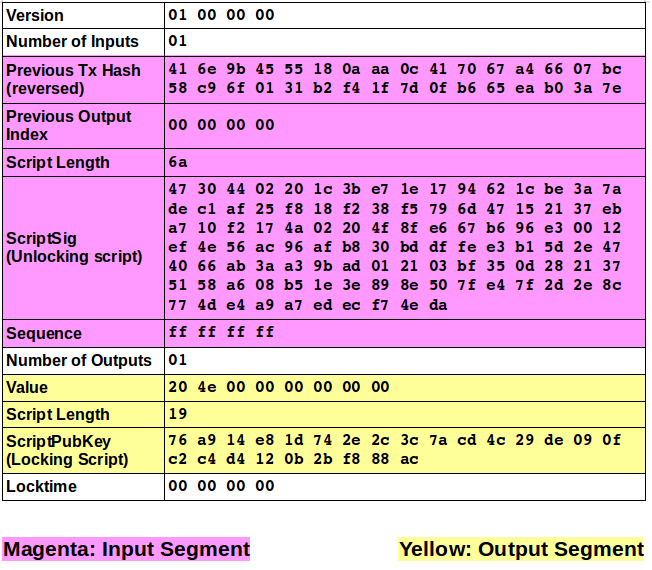 Version 01 00 00 00
Number of Inputs 01
Previous Tx Hash 41 6e 9b 45 55 18 0a aa 0c 41 70 67 a4 66 07 bc
(reversed) 58 c9 6f 01 31 b2 f4 1f 7d 0f b6 65 ea b0 3a 7e
Previous Output
Index
00 00 00 00
Script Length 6a
ScriptSig
(Unlocking script)
47 30 44 02 20 1c 3b e7 1e 17 94 62 1c be 3a 7a
de c1 af 25 f8 18 f2 38 f5 79 6d 47 15 21 37 eb
a7 10 f2 17 4a 02 20 4f 8f e6 67 b6 96 e3 00 12
ef 4e 56 ac 96 af b8 30 bd df fe e3 b1 5d 2e 47
40 66 ab 3a a3 9b ad 01 21 03 bf 35 0d 28 21 37
51 58 a6 08 b5 1e 3e 89 8e 50 7f e4 7f 2d 2e 8c
77 4d e4 a9 a7 ed ec f7 4e da
Sequence ff ff ff ff
Number of Outputs 01
Value 20 4e 00 00 00 00 00 00
Script Length 19
ScriptPubKey 76 a9 14 e8 1d 74 2e 2c 3c 7a cd 4c 29 de 09 0f
(Locking Script) c2 c4 d4 12 0b 2b f8 88 ac
Locktime 00 00 00 00
Magenta: Input Segment Yellow: Output Segment